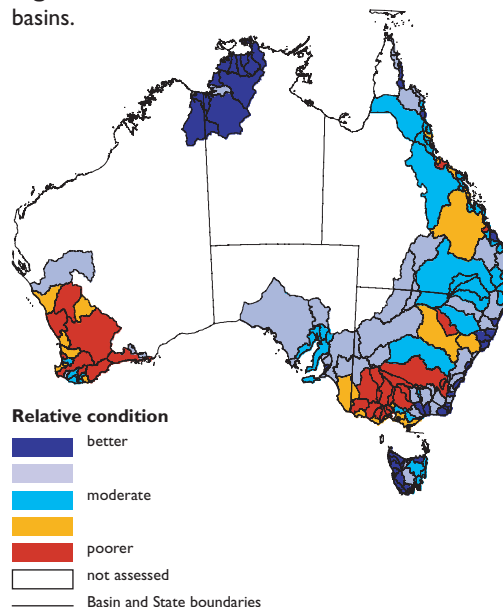 basins.
Relative condition
better
moderate
poorer
not assessed
Basin and State boundaries